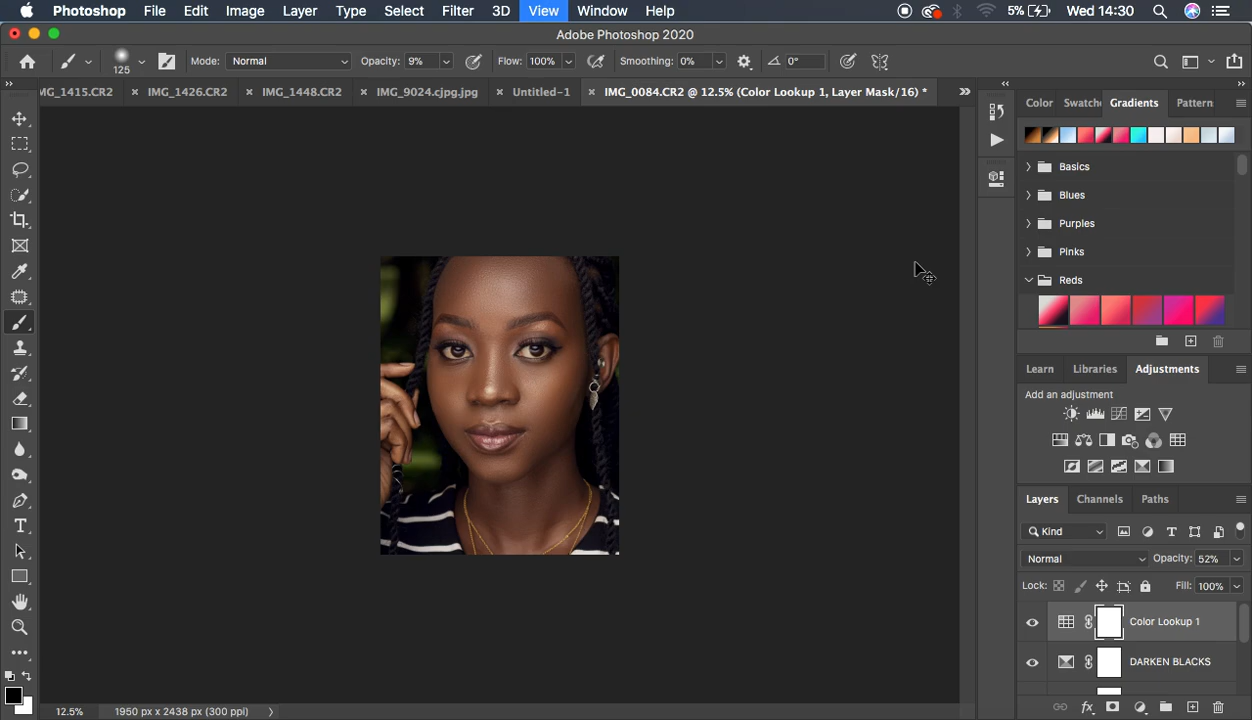 Photoshop File Edit Image Layer Type Select Filter 3D View Window Help 5% Wed 14:30
Adobe Photoshop 2020
125 Mode: Normal Opacity: 9% Flow: 100% Smoothing: 0% 0°
MG_1415.CR2 IMG_1426.CR2 IMG_1448.CR2 IMG_9024.cjpg.jpg Untitled-1 IMG_0084.CR2 @ 12.5% (Color Lookup 1, Layer Mask/16) *
Color Swatche Gradients Pattern
Basics
Blues
Purples
Pinks
Reds
Learn Libraries Adjustments
Add an adjustment
Layers Channels Paths
Kind
Normal Opacity: 52%
Lock: Fill: 100%
Color Lookup 1
DARKEN BLACKS
12.5% 1950 px x 2438 px (300 ppi)